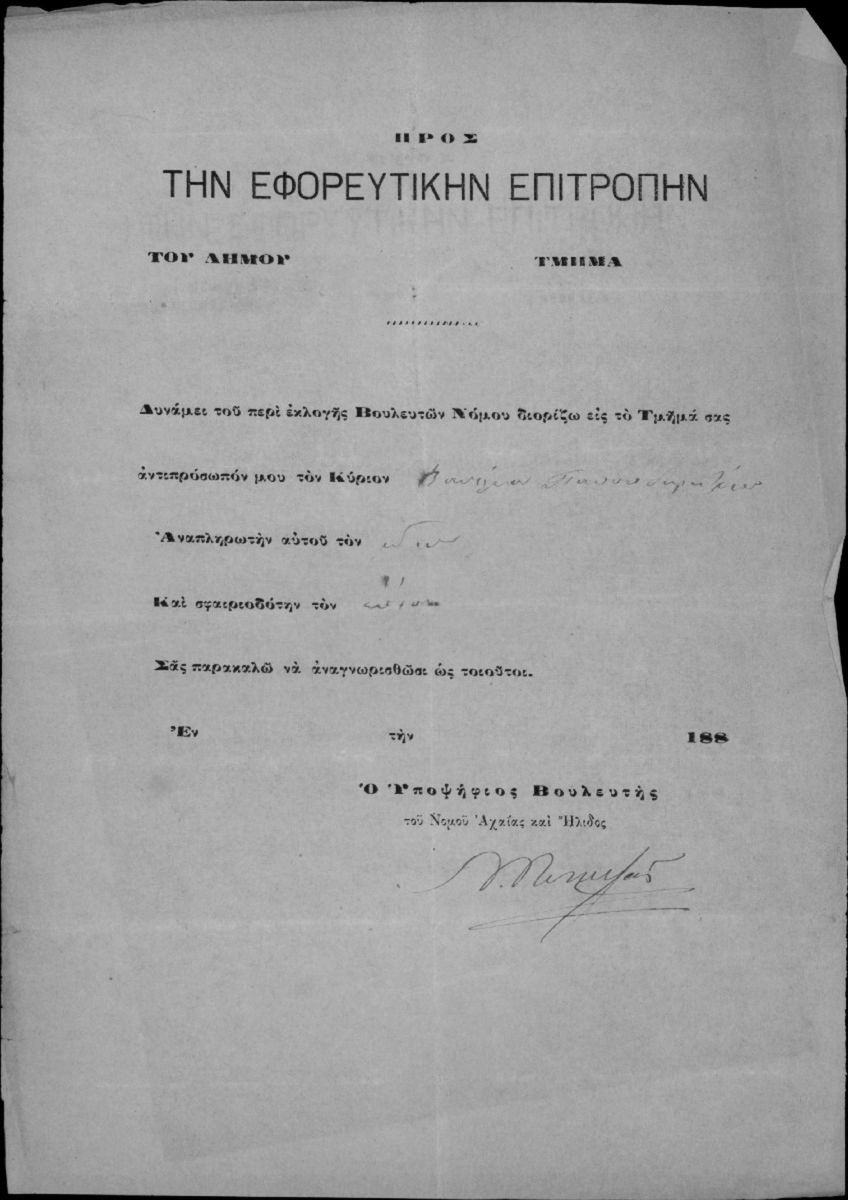 ΠΡΟΣ
ΤΗΝ ΕΦΟΡΕΥΤΙΚΗΝ ΕΠΙΤΡΟΠΗΝ
ΤΟΥ ΔΗΜΟΥ ΤΜΗΜΑ
Δυνάμει τοῦ περὶ ἐκλογῆς Βουλευτῶν Νόμου διορίζω εἰς τὸ Τμῆμά σας
ἀντιπρόσωπόν μου τὸν Κύριον
Ἀναπληρωτὴν αὐτοῦ τὸν
Καὶ σφαιριοδότην τὸν
Σᾶς παρακαλῶ νὰ ἀναγνωρισθῶσι ὡς τοιοῦτοι.
Ἐν τὴν 188
Ὁ Ὑποψήφιος Βουλευτὴς
τοῦ Νομοῦ Ἀχαΐας καὶ Ἤλιδος